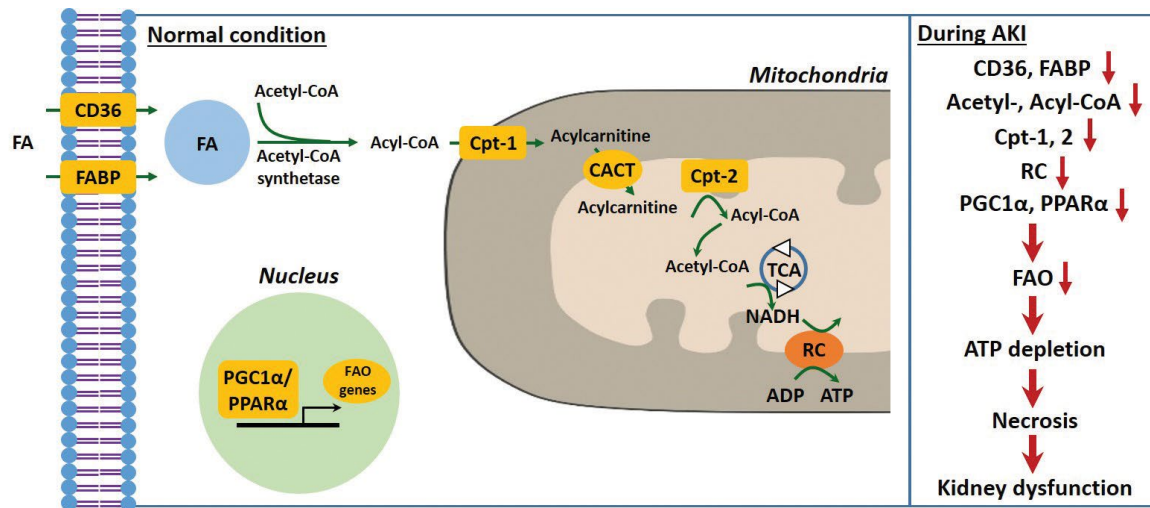 Normal condition
FA
CD36
FABP
FA
Acetyl-CoA
Acetyl-CoA
synthetase
Acyl-CoA
Mitochondria
Cpt-1
Acylcarnitine
CACT
Acylcarnitine
Cpt-2
Acyl-CoA
Acetyl-CoA
TCA
NADH
RC
ADP
ATP
Nucleus
PGC1α/
PPARα
FAO
genes
During AKI
CD36, FABP
Acetyl-, Acyl-CoA
Cpt-1, 2
RC
PGC1α, PPARα
FAO
ATP depletion
Necrosis
Kidney dysfunction